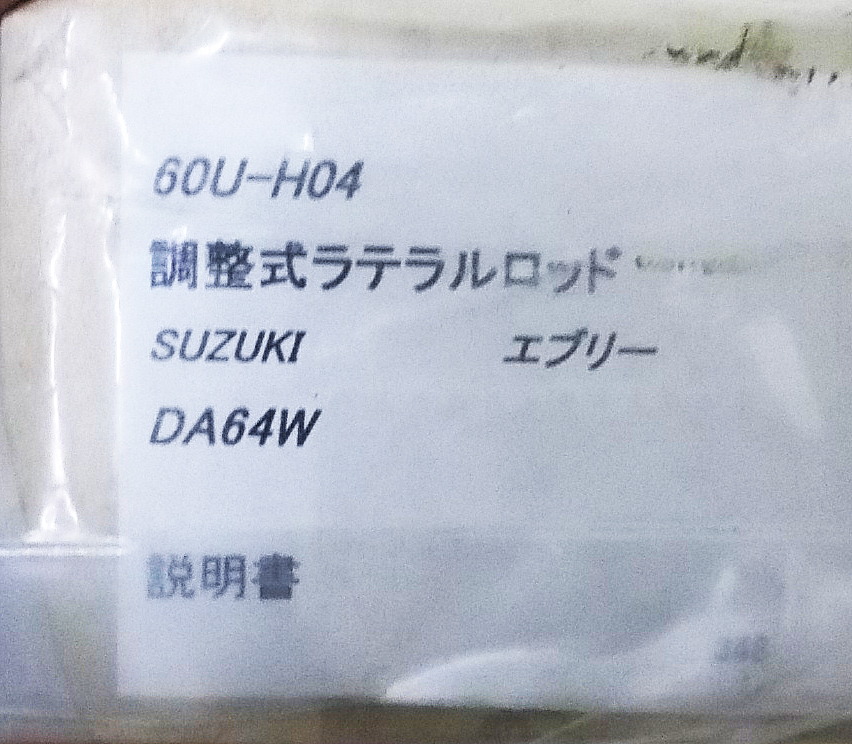 60U-H04
調整式ラテラルロッド
SUZUKI エブリー
DA64W
説明書